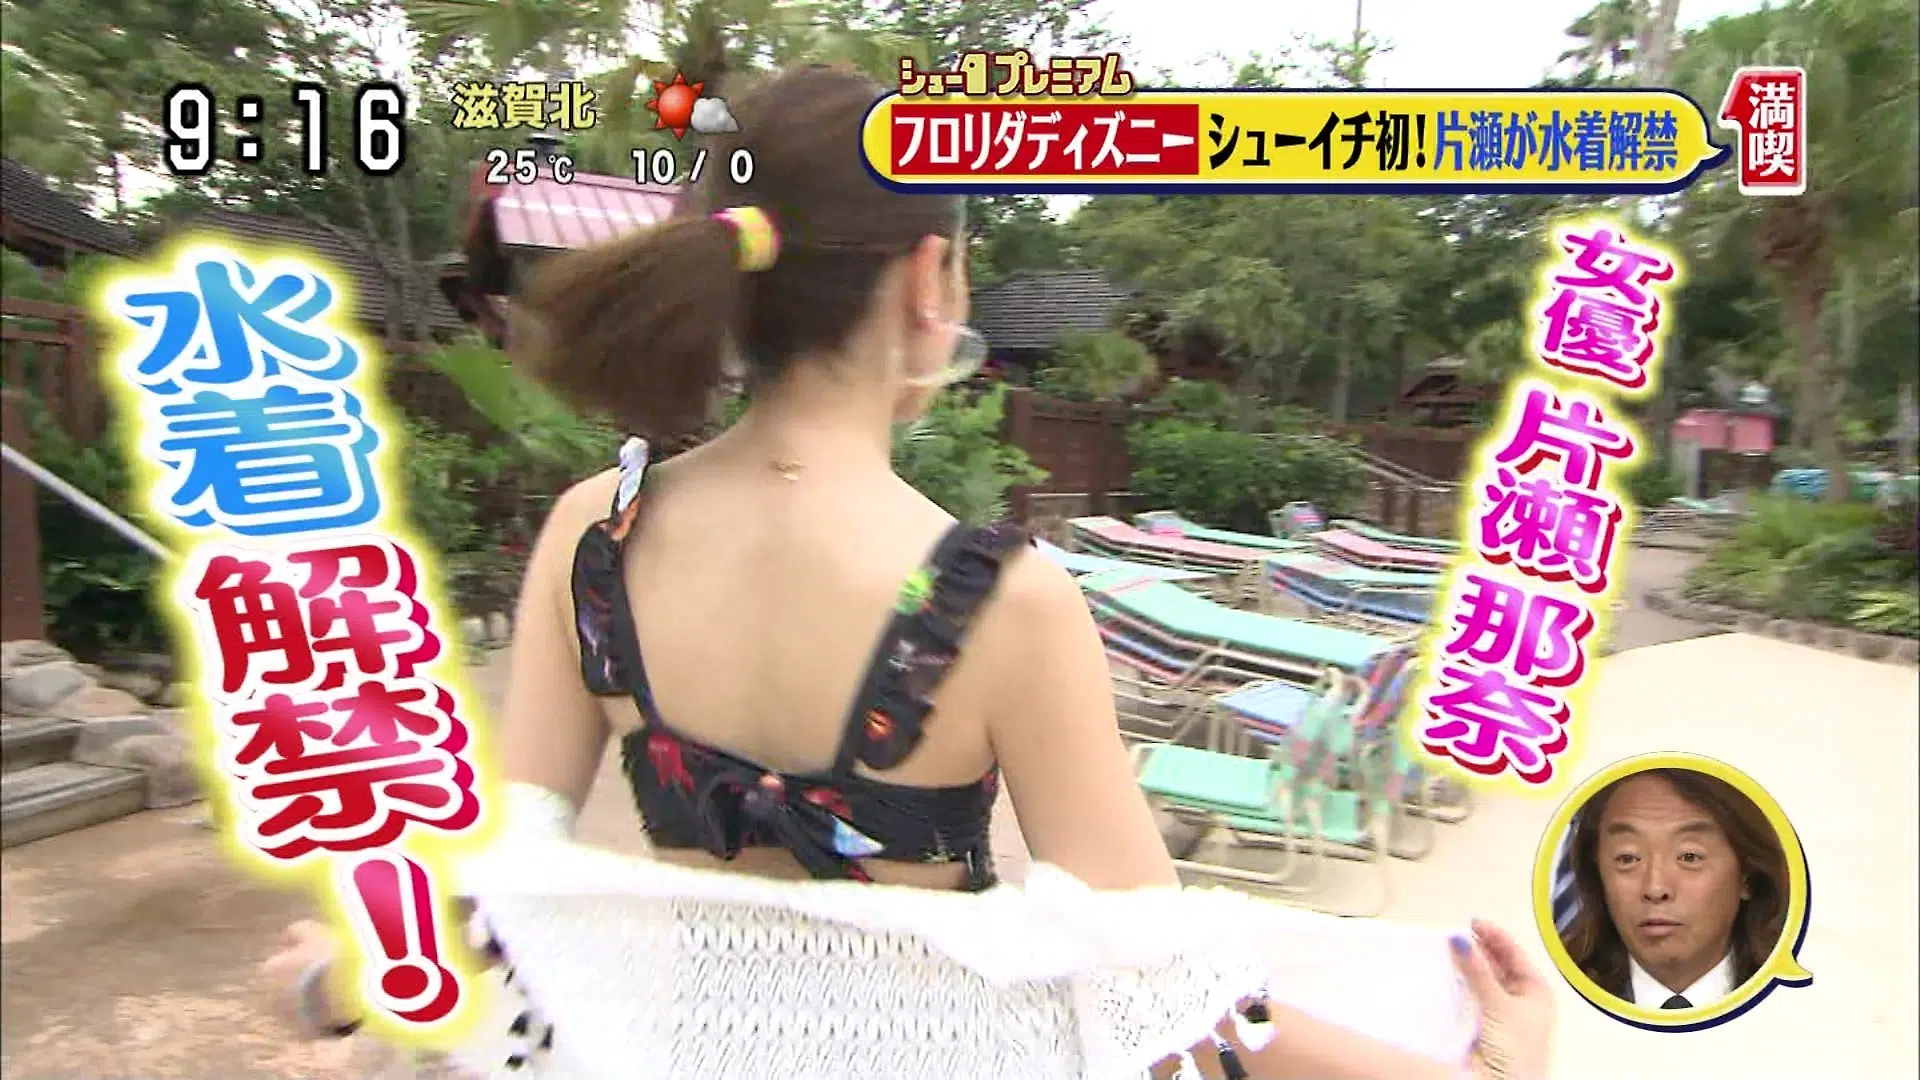 9:16
滋賀北
25℃ 10/0
シュー1プレミアム
フロリダディズニー シューイチ初!片瀬が水着解禁
満喫
水着解禁!
女優 片瀬那奈